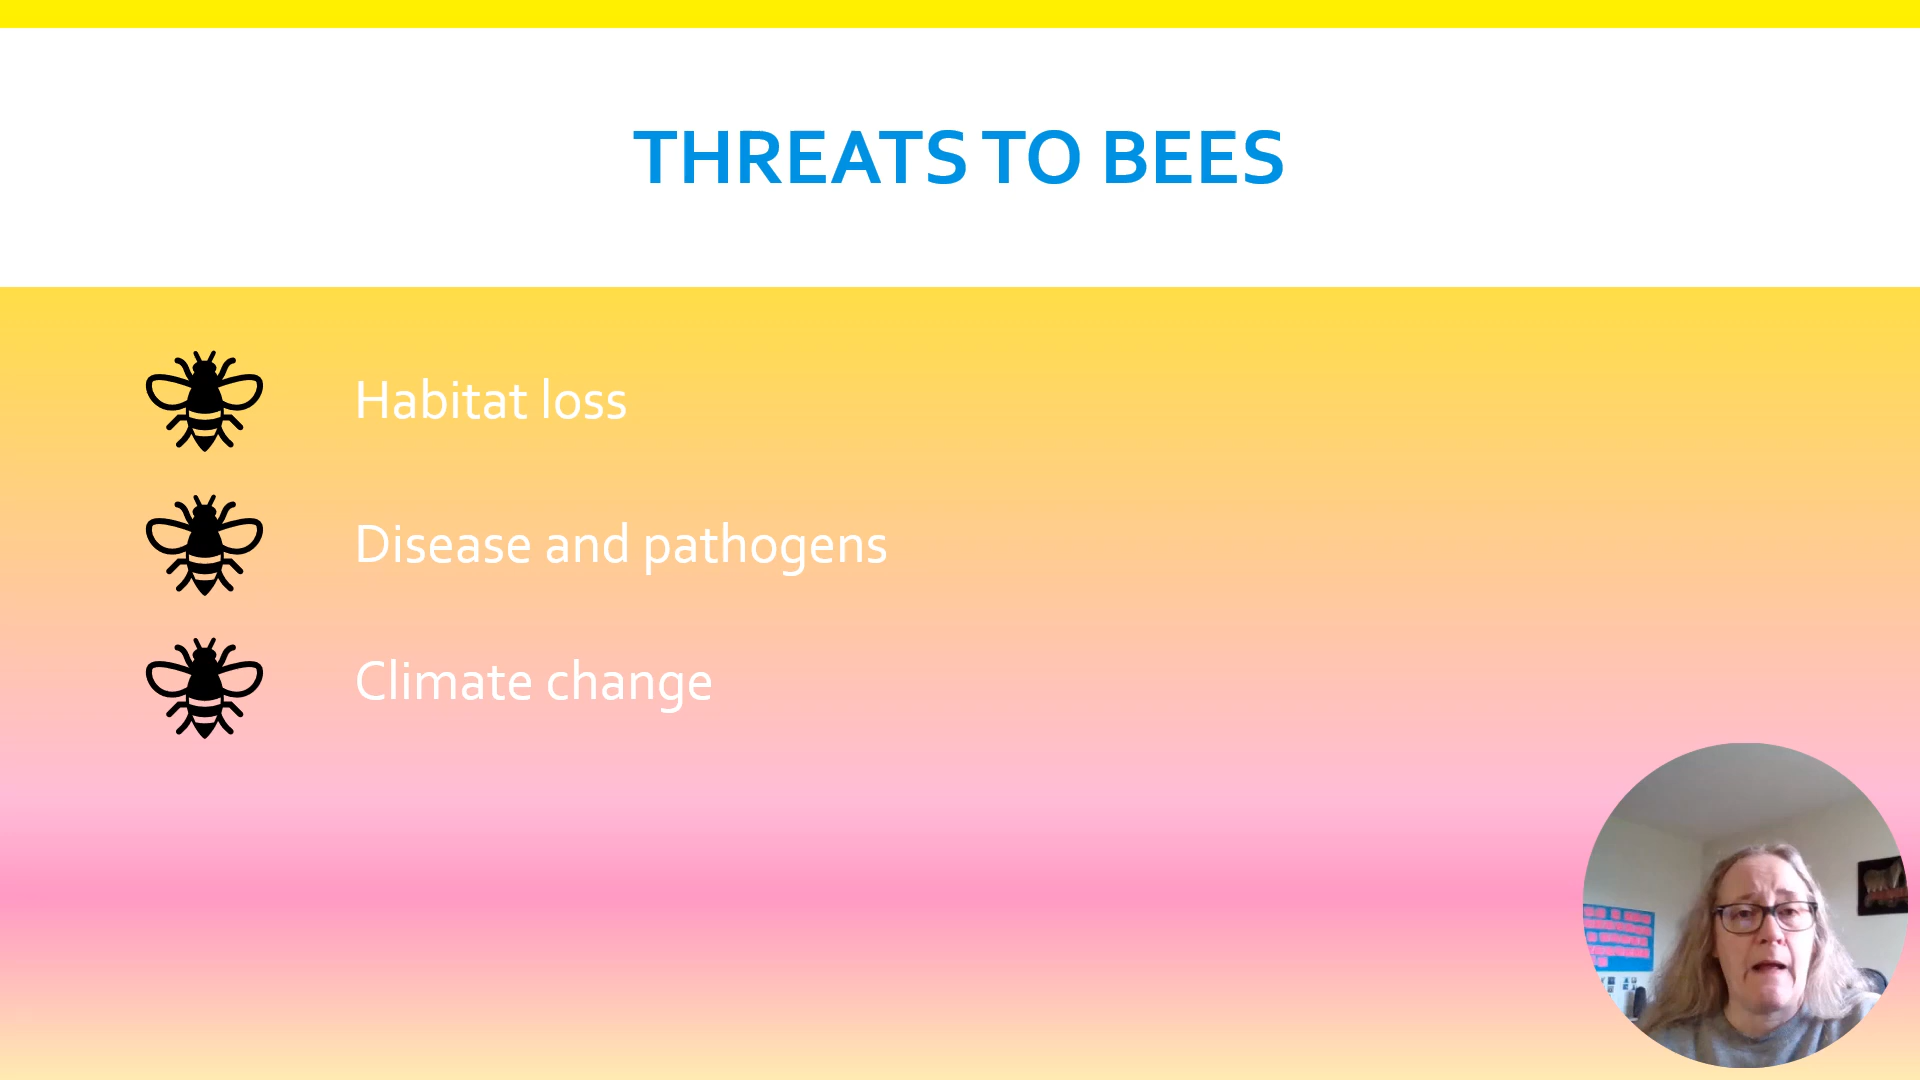 THREATS TO BEES
Habitat loss
Disease and pathogens
Climate change